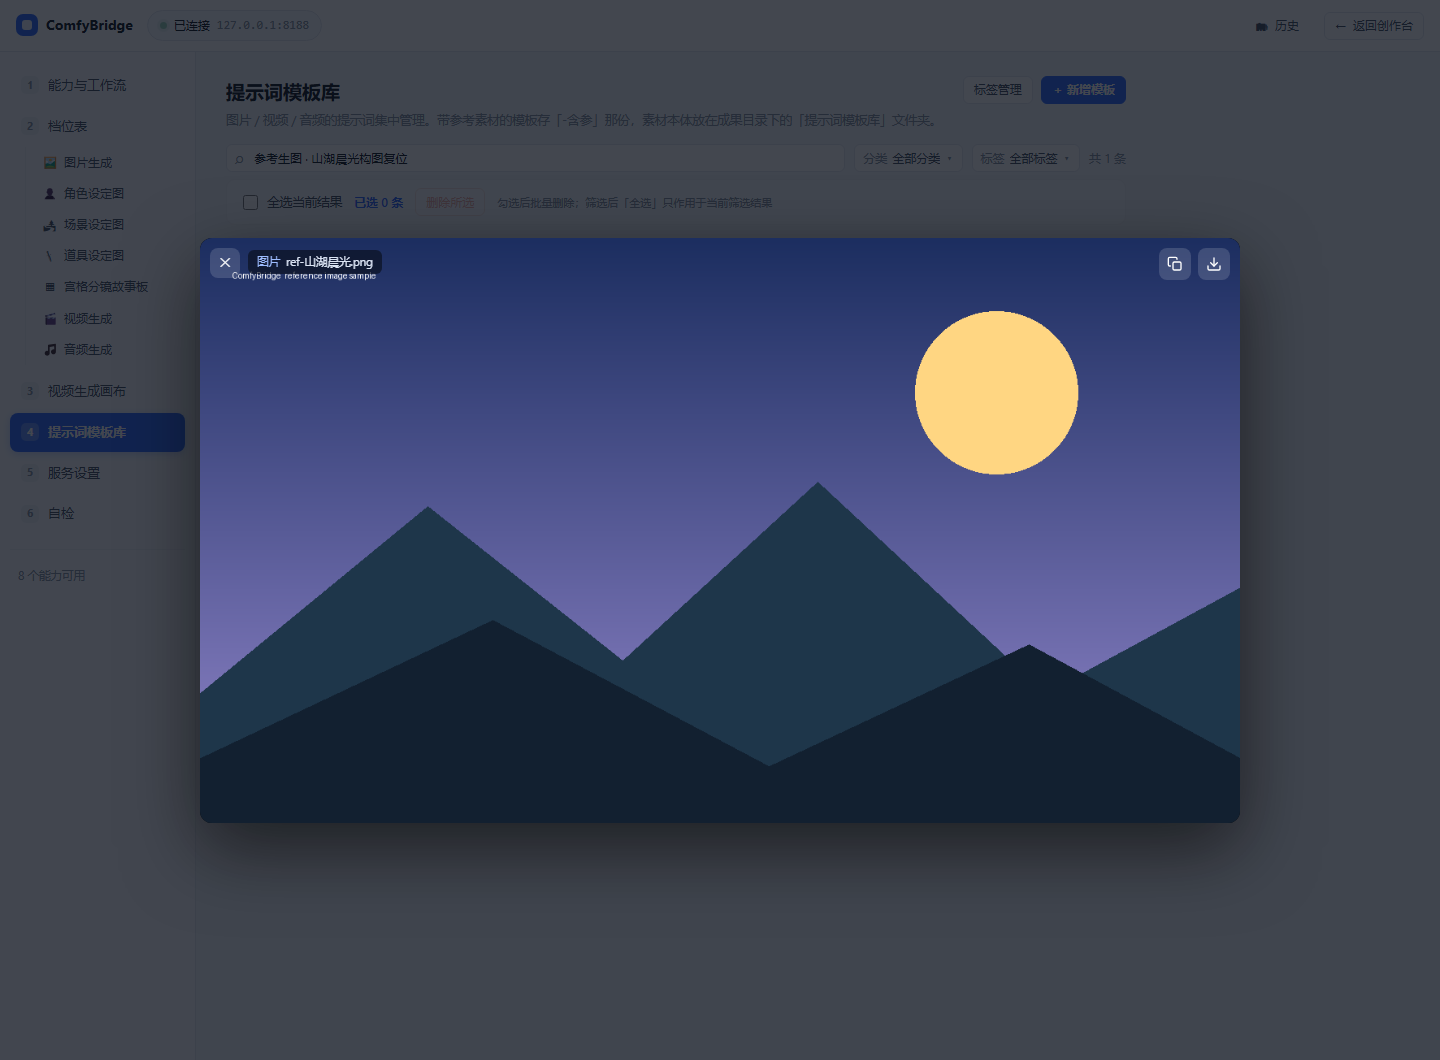 ComfyBridge 已连接 127.0.0.1:8188 历史 ← 返回创作台
1 能力与工作流
2 档位表
图片生成
角色设定图
场景设定图
道具设定图
宫格分镜故事板
视频生成
音频生成
3 视频生成画布
4 提示词模板库
5 服务设置
6 自检
8 个能力可用
提示词模板库 标签管理 + 新增模板
图片 / 视频 / 音频的提示词集中管理。带参考素材的模板存「-含参」那份，素材本体放在成果目录下的「提示词模板库」文件夹。
参考生图 · 山湖晨光构图复位 分类 全部分类 标签 全部标签 共 1 条
全选当前结果 已选 0 条 删除所选 勾选后批量删除；筛选后「全选」只作用于当前筛选结果
图片 ref-山湖晨光.png
ComfyBridge reference image sample